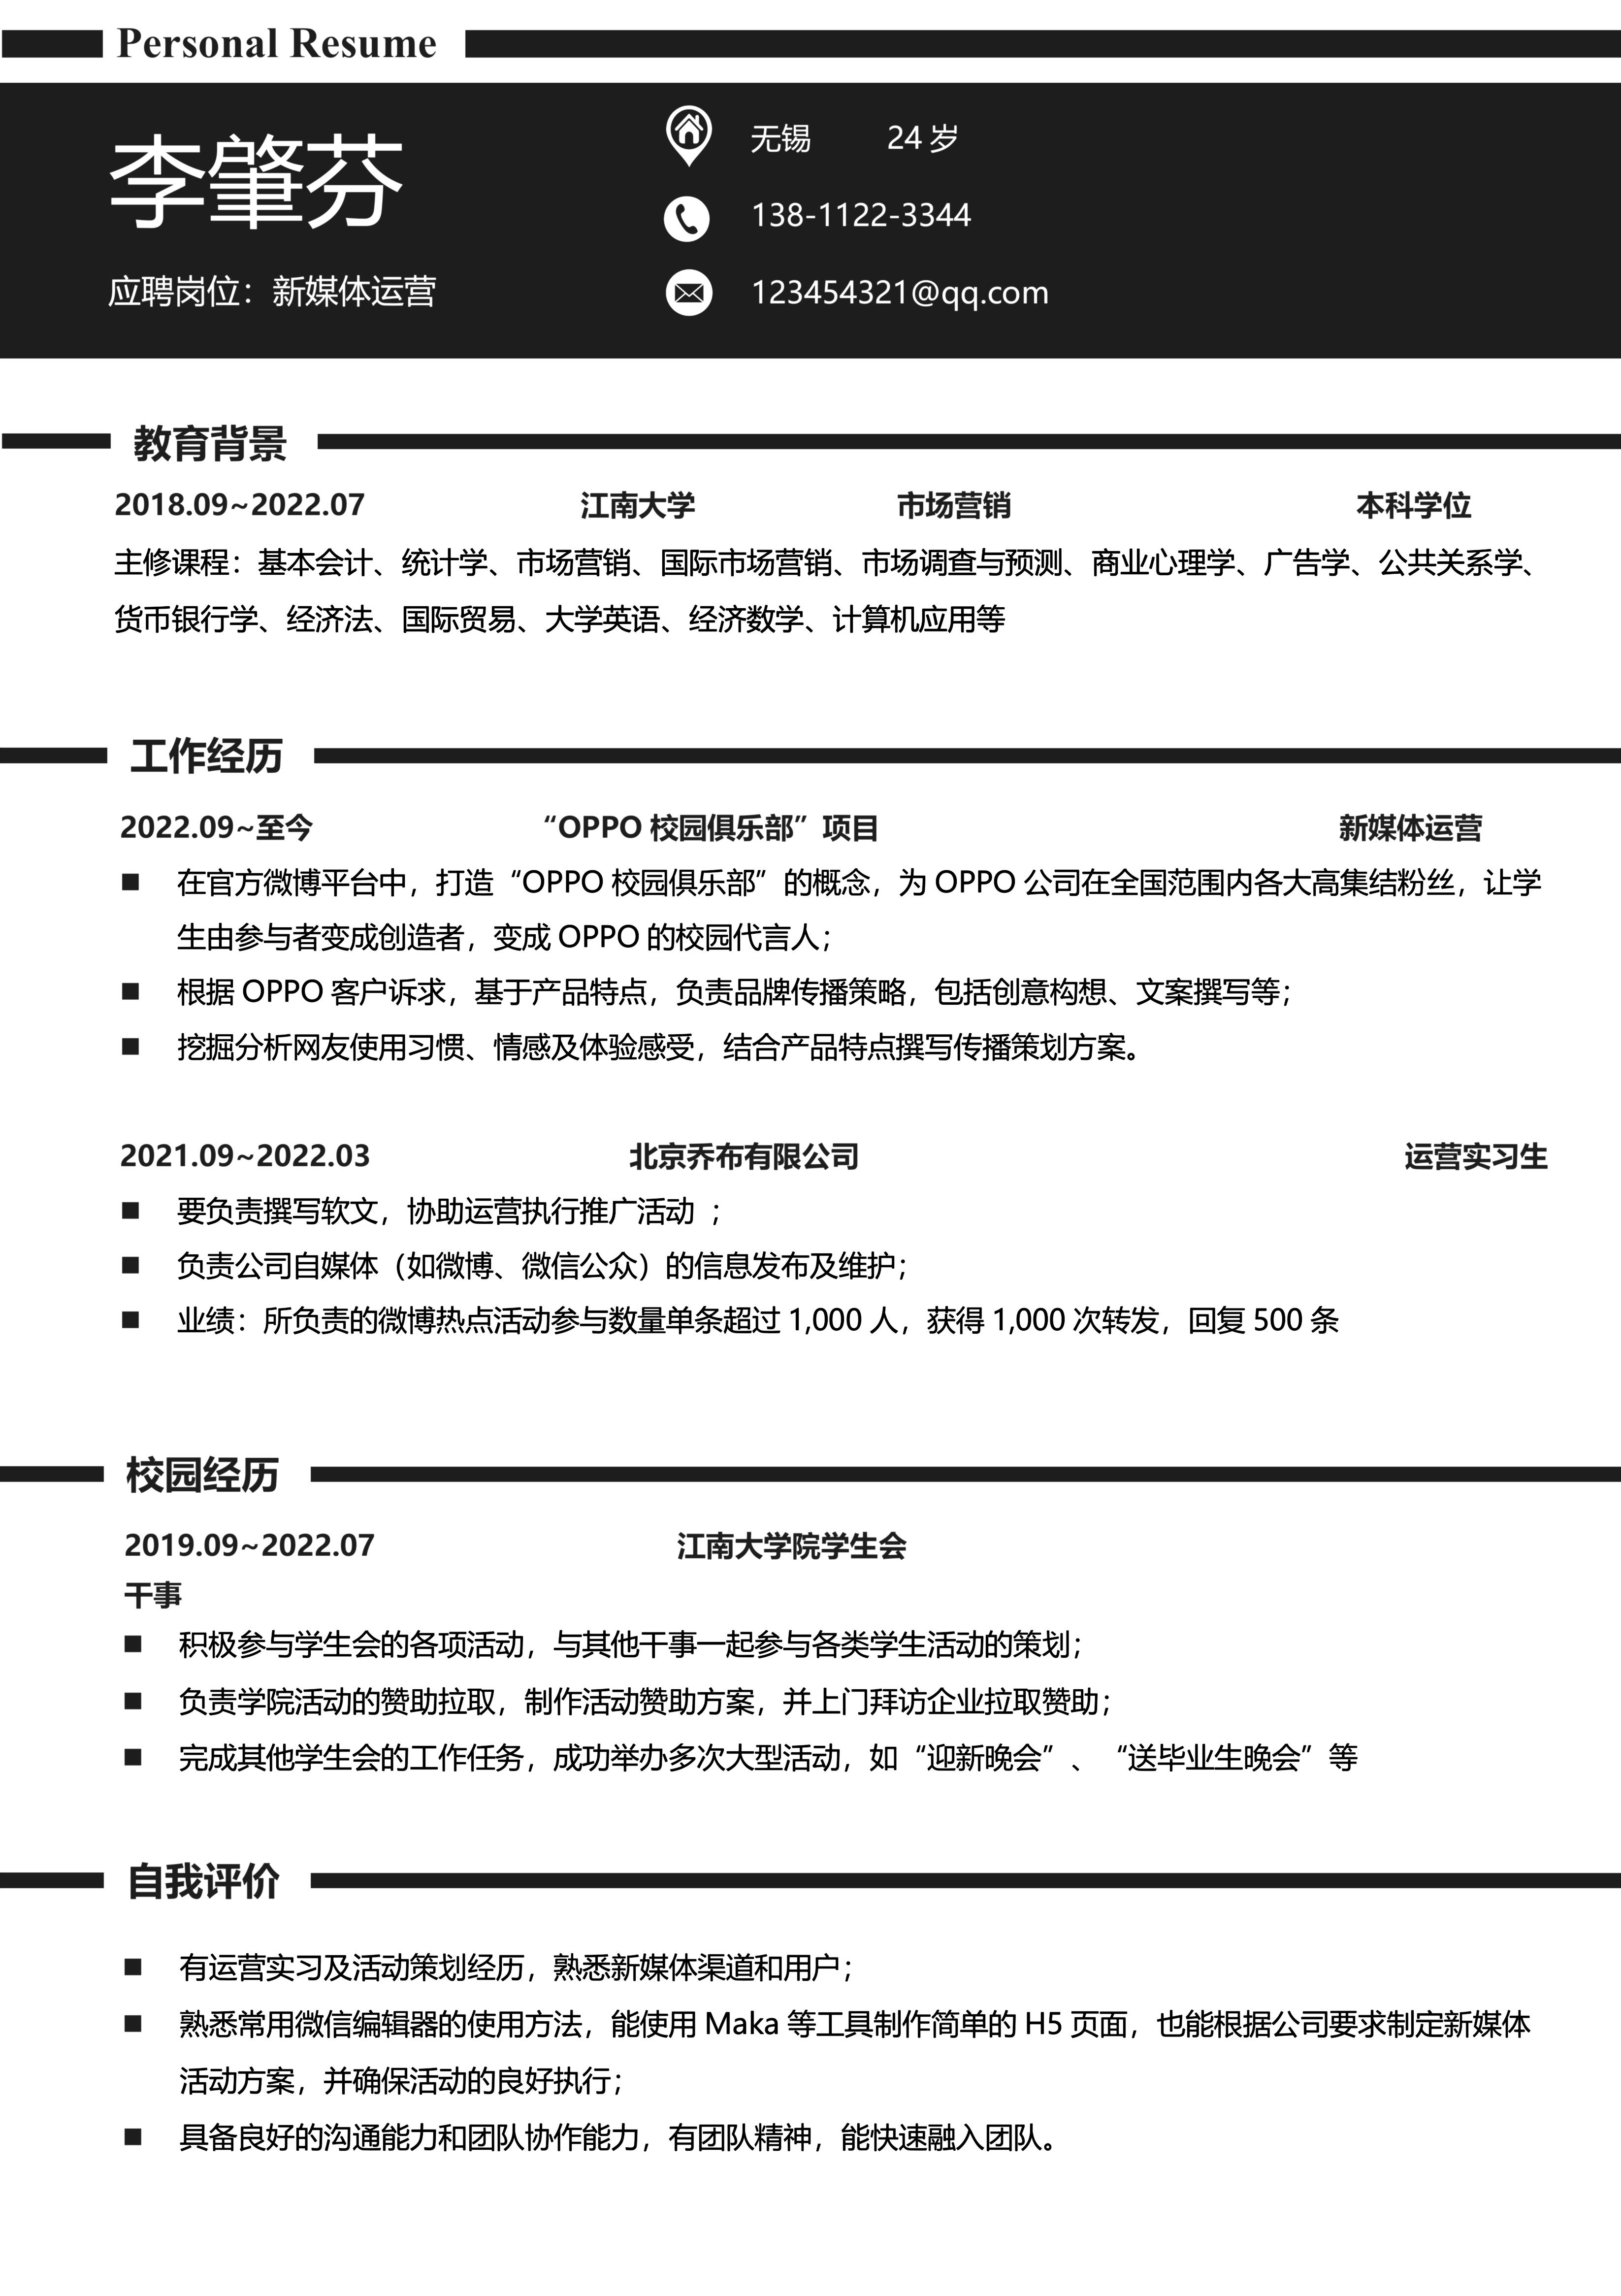 Personal Resume
李肇芬
无锡 24 岁
138-1122-3344
应聘岗位：新媒体运营
123454321@qq.com
教育背景
2018.09~2022.07 江南大学 市场营销 本科学位
主修课程：基本会计、统计学、市场营销、国际市场营销、市场调查与预测、商业心理学、广告学、公共关系学、
货币银行学、经济法、国际贸易、大学英语、经济数学、计算机应用等
工作经历
2022.09~至今 “OPPO 校园俱乐部”项目 新媒体运营
■ 在官方微博平台中，打造“OPPO 校园俱乐部”的概念，为 OPPO 公司在全国范围内各大高集结粉丝，让学
生由参与者变成创造者，变成 OPPO 的校园代言人；
■ 根据 OPPO 客户诉求，基于产品特点，负责品牌传播策略，包括创意构想、文案撰写等；
■ 挖掘分析网友使用习惯、情感及体验感受，结合产品特点撰写传播策划方案。
2021.09~2022.03 北京乔布有限公司 运营实习生
■ 要负责撰写软文，协助运营执行推广活动 ；
■ 负责公司自媒体（如微博、微信公众）的信息发布及维护；
■ 业绩：所负责的微博热点活动参与数量单条超过 1,000 人，获得 1,000 次转发，回复 500 条
校园经历
2019.09~2022.07 江南大学院学生会
干事
■ 积极参与学生会的各项活动，与其他干事一起参与各类学生活动的策划；
■ 负责学院活动的赞助拉取，制作活动赞助方案，并上门拜访企业拉取赞助；
■ 完成其他学生会的工作任务，成功举办多次大型活动，如“迎新晚会”、“送毕业生晚会”等
自我评价
■ 有运营实习及活动策划经历，熟悉新媒体渠道和用户；
■ 熟悉常用微信编辑器的使用方法，能使用 Maka 等工具制作简单的 H5 页面，也能根据公司要求制定新媒体
活动方案，并确保活动的良好执行；
■ 具备良好的沟通能力和团队协作能力，有团队精神，能快速融入团队。